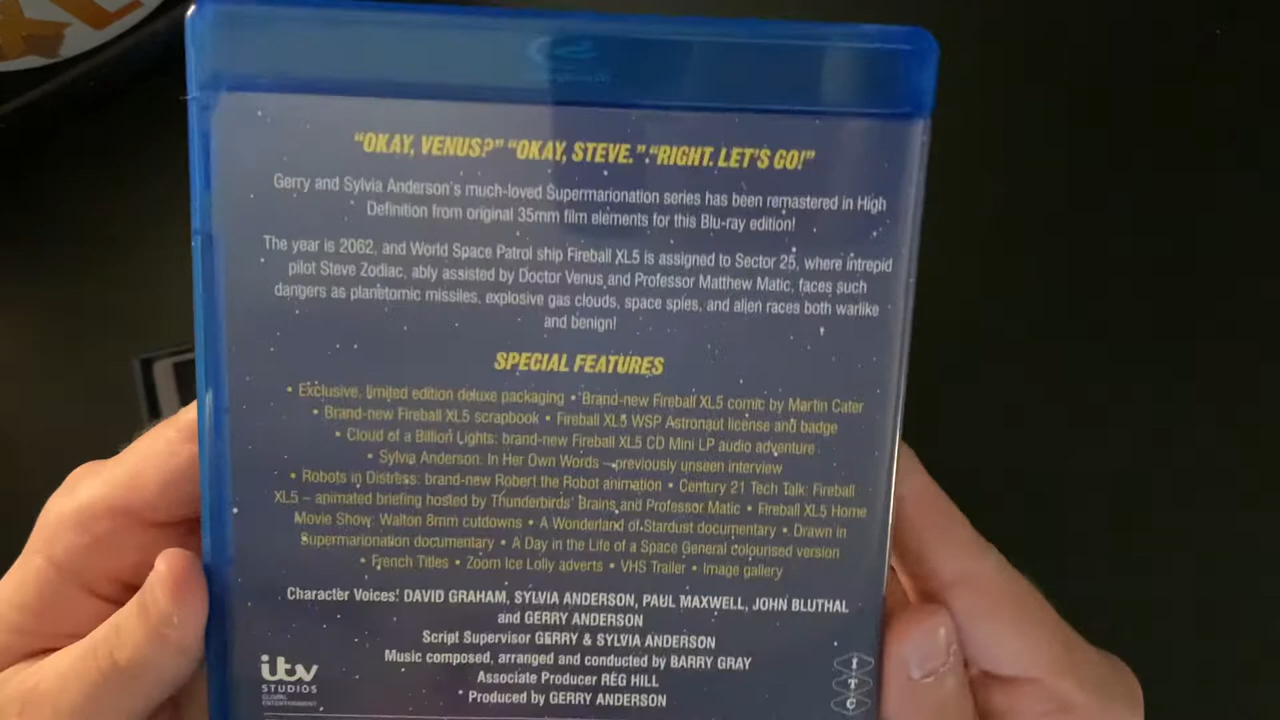 XL
"OKAY, VENUS?" "OKAY, STEVE." "RIGHT. LET'S GO!"
Gerry and Sylvia Anderson's much-loved Supermarionation series has been remastered in High
Definition from original 35mm film elements for this Blu-ray edition!
The year is 2062, and World Space Patrol ship Fireball XL5 is assigned to Sector 25, where intrepid
pilot Steve Zodiac, ably assisted by Doctor Venus and Professor Matthew Matic, faces such
dangers as planetomic missiles, explosive gas clouds, space spies, and alien races both warlike
and benign!
SPECIAL FEATURES
• Exclusive, limited edition deluxe packaging • Brand-new Fireball XL5 comic by Martin Cater
• Brand-new Fireball XL5 scrapbook • Fireball XL5 WSP Astronaut license and badge
• Cloud of a Billion Lights: brand-new Fireball XL5 CD Mini LP audio adventure
• Sylvia Anderson: In Her Own Words – previously unseen interview
• Robots in Distress: brand-new Robert the Robot animation • Century 21 Tech Talk: Fireball
XL5 – animated briefing hosted by Thunderbirds' Brains and Professor Matic • Fireball XL5 Home
Movie Show: Walton 8mm cutdowns • A Wonderland of Stardust documentary • Drawn in
Supermarionation documentary • A Day in the Life of a Space General colourised version
• French Titles • Zoom Ice Lolly adverts • VHS Trailer • Image gallery
Character Voices: DAVID GRAHAM, SYLVIA ANDERSON, PAUL MAXWELL, JOHN BLUTHAL
and GERRY ANDERSON
Script Supervisor GERRY & SYLVIA ANDERSON
Music composed, arranged and conducted by BARRY GRAY
Associate Producer REG HILL
Produced by GERRY ANDERSON
itv
STUDIOS
GLOBAL
ENTERTAINMENT
I
T
C